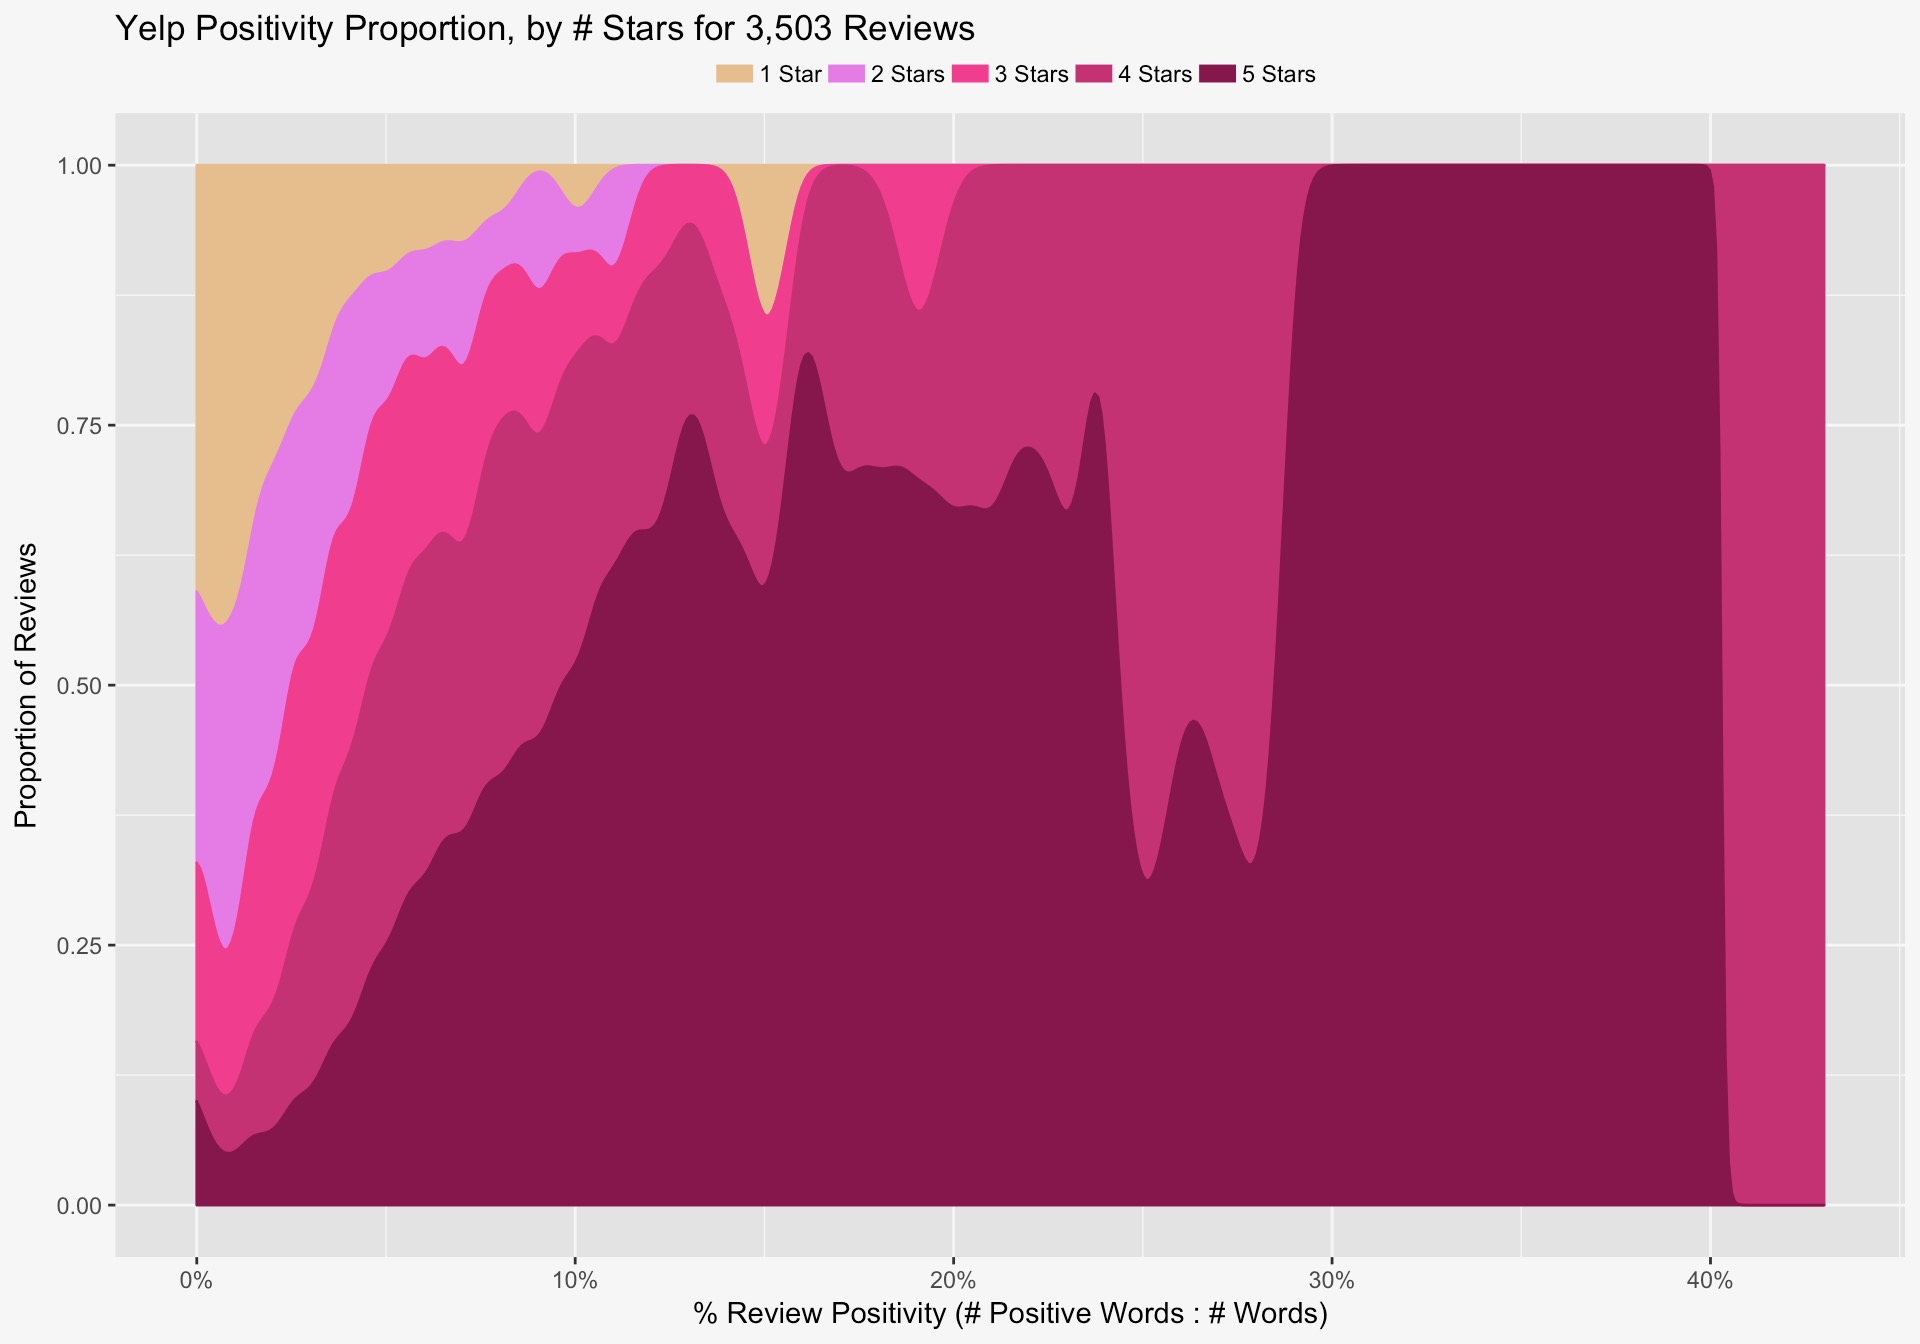 Yelp Positivity Proportion, by # Stars for 3,503 Reviews
1 Star 2 Stars 3 Stars 4 Stars 5 Stars
Proportion of Reviews
1.00
0.75
0.50
0.25
0.00
0% 10% 20% 30% 40%
% Review Positivity (# Positive Words : # Words)